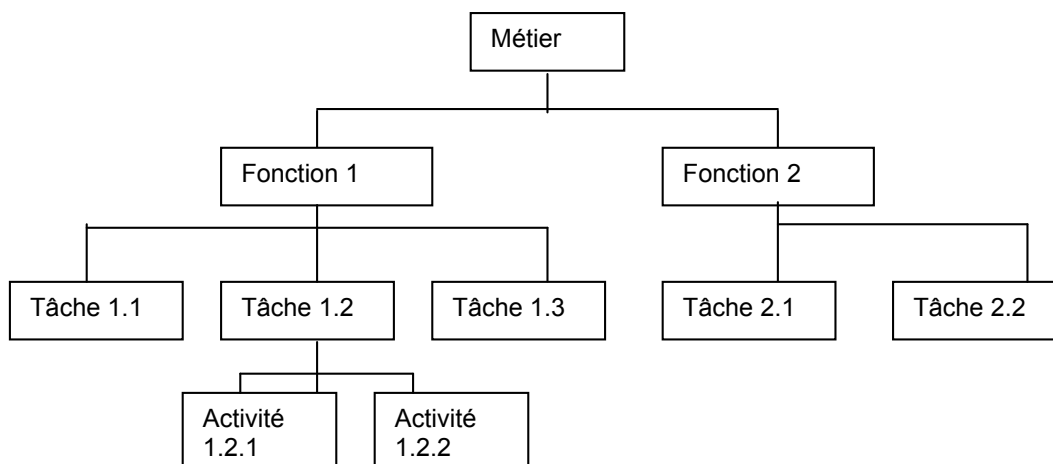 Métier
Fonction 1
Fonction 2
Tâche 1.1
Tâche 1.2
Tâche 1.3
Tâche 2.1
Tâche 2.2
Activité
1.2.1
Activité
1.2.2